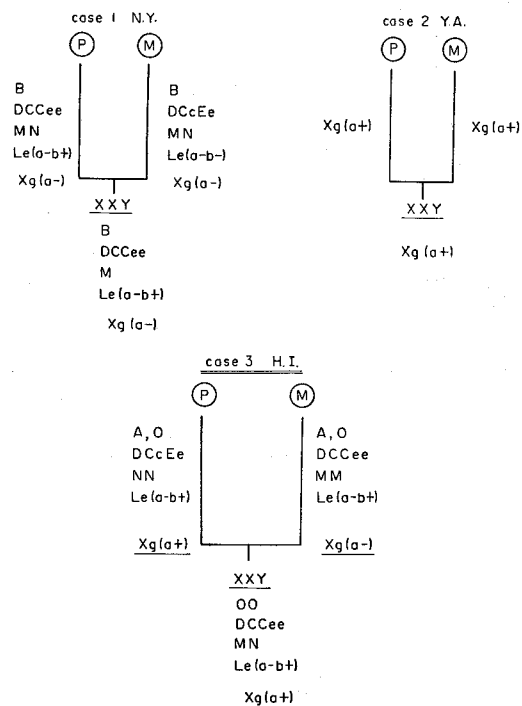 case 1 N.Y.
P M
B
DCCee
MN
Le(a-b+)
Xg(a-)
B
DCcEe
MN
Le(a-b-)
Xg(a-)
XXY
B
DCCee
M
Le(a-b+)
Xg(a-)
case 2 Y.A.
P M
Xg(a+)
Xg(a+)
XXY
Xg(a+)
case 3 H.I.
P M
A,O
DCcEe
NN
Le(a-b+)
Xg(a+)
A,O
DCCee
MM
Le(a-b+)
Xg(a-)
XXY
OO
DCCee
MN
Le(a-b+)
Xg(a+)